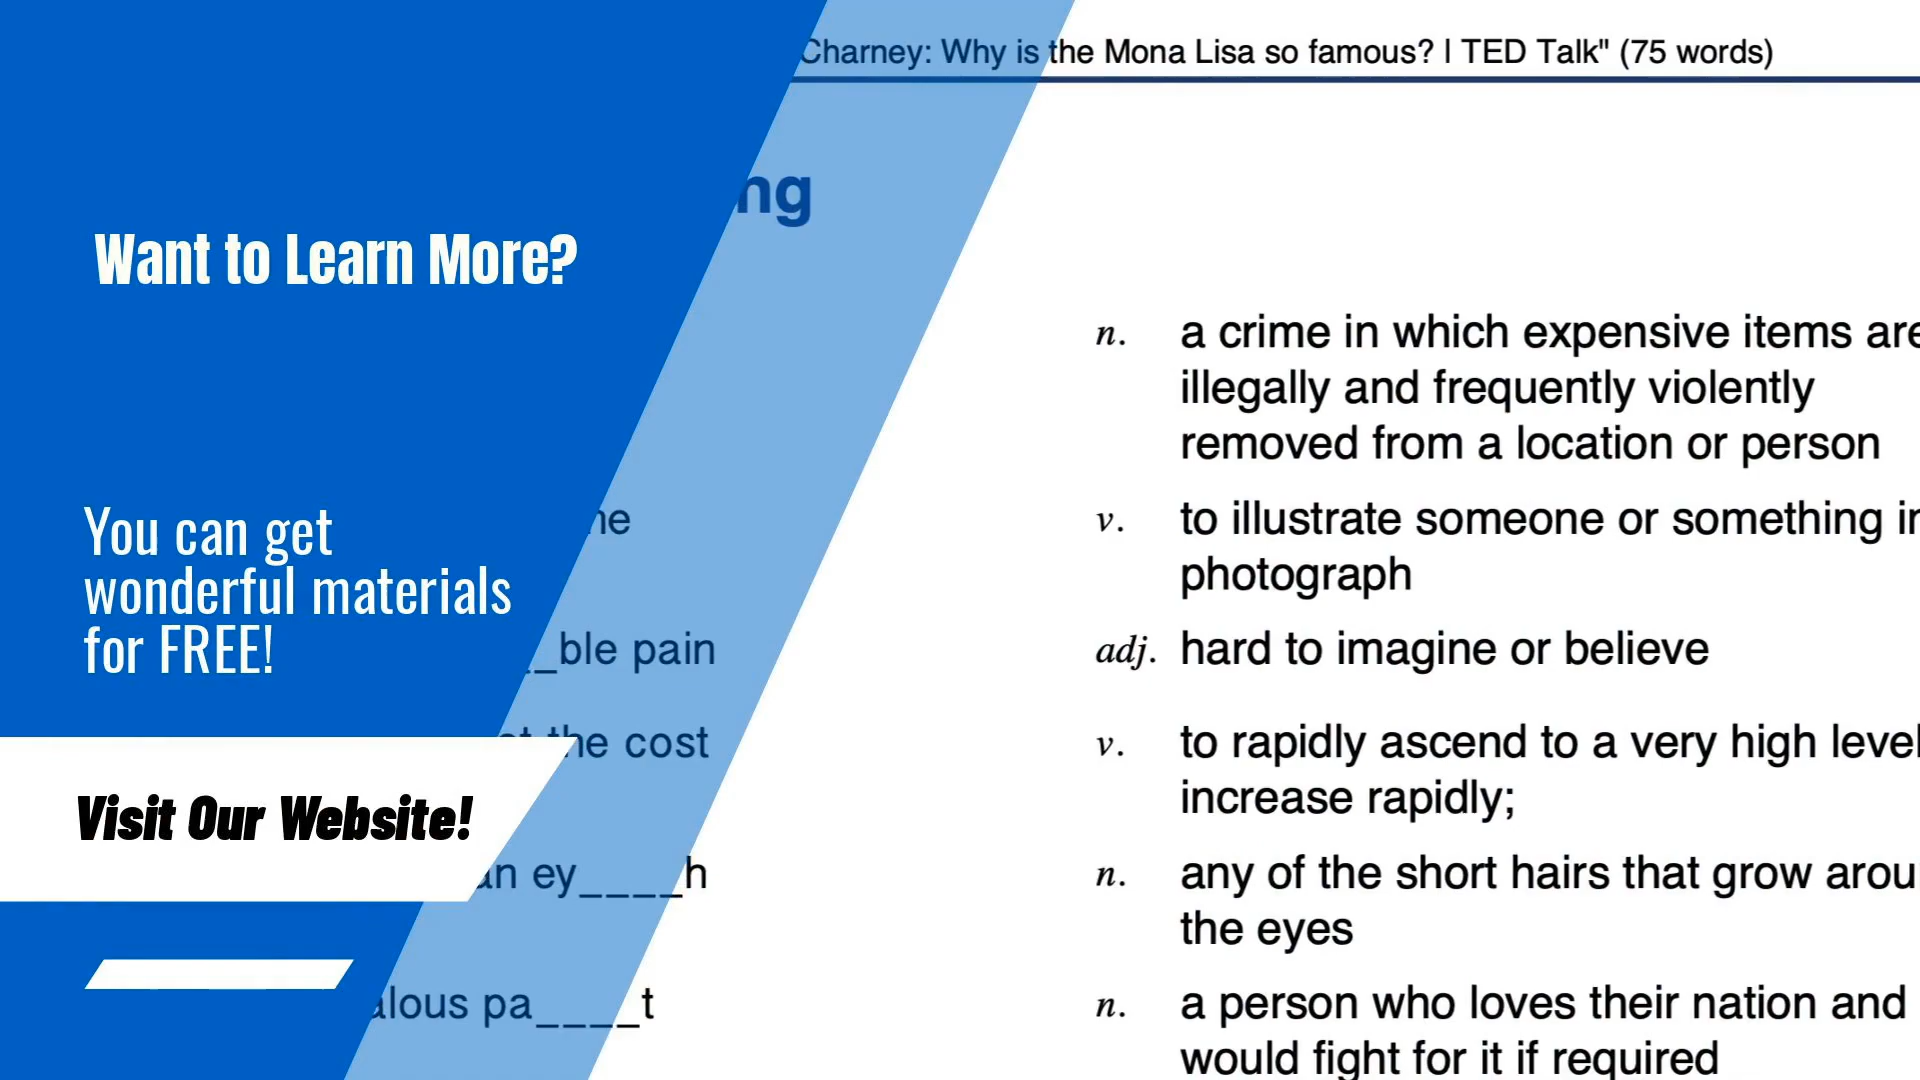 Charney: Why is the Mona Lisa so famous? | TED Talk" (75 words)
ng
Want to Learn More?
You can get
wonderful materials
for FREE!
Visit Our Website!
n. a crime in which expensive items are
illegally and frequently violently
removed from a location or person
v. to illustrate someone or something in
photograph
ne
adj. hard to imagine or believe
__ble pain
v. to rapidly ascend to a very high level
increase rapidly;
the cost
n. any of the short hairs that grow arou
the eyes
an ey____h
n. a person who loves their nation and
would fight for it if required
alous pa____t